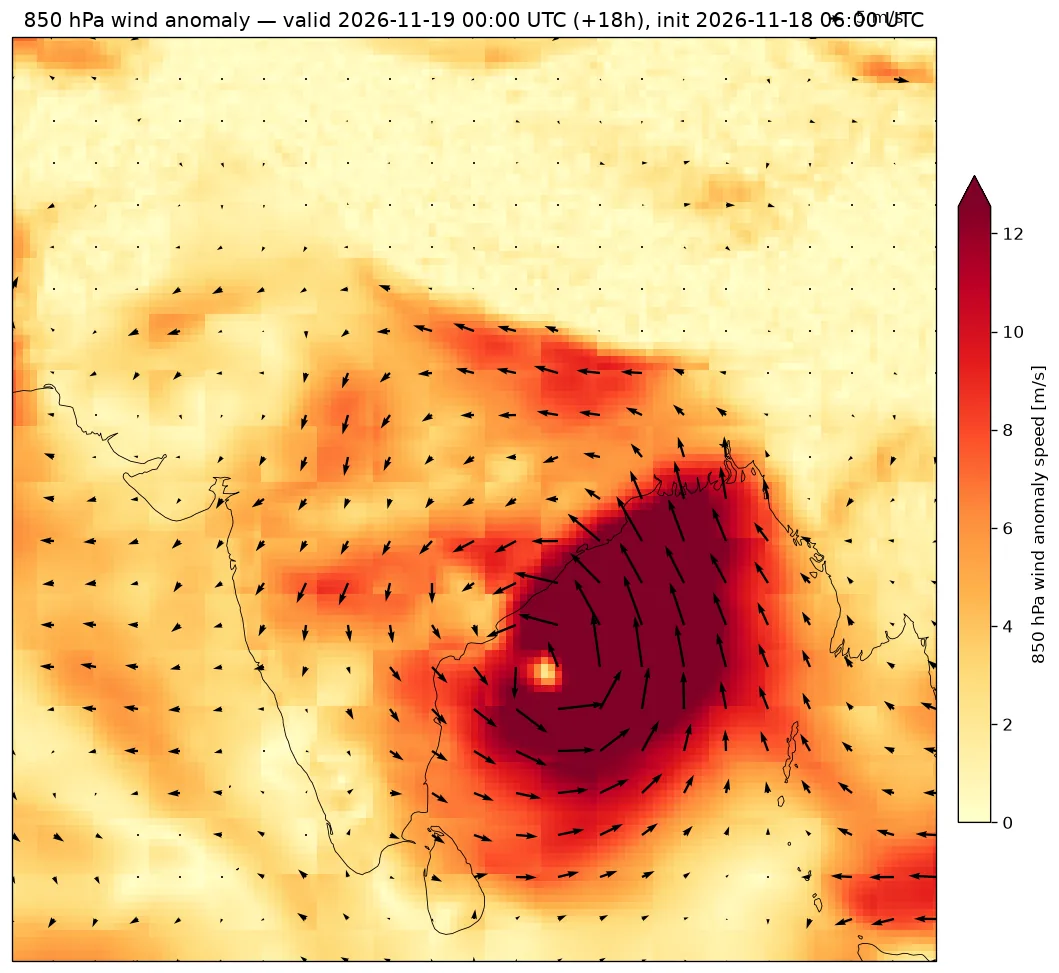 850 hPa wind anomaly — valid 2026-11-19 00:00 UTC (+18h), init 2026-11-18 06:00 UTC
5 m/s
12
10
8
6
4
2
0
850 hPa wind anomaly speed [m/s]